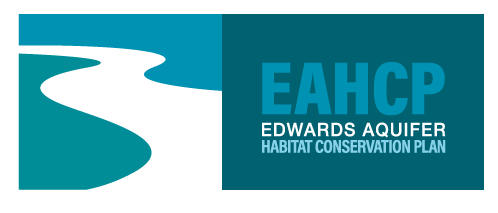 EAHCP
EDWARDS AQUIFER
HABITAT CONSERVATION PLAN